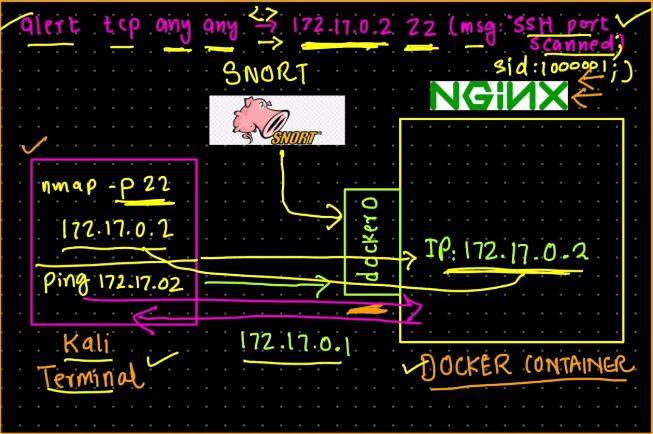 alert tcp any any -> 172.17.0.2 22 (msg:"SSH port
<>
->
scanned;
sid:1000001;)
SNORT
NGINX
SNORT
nmap -p 22
172.17.0.2
Ping 172.17.02
docker0
IP: 172.17.0.2
172.17.0.1
Kali
Terminal
DOCKER CONTAINER